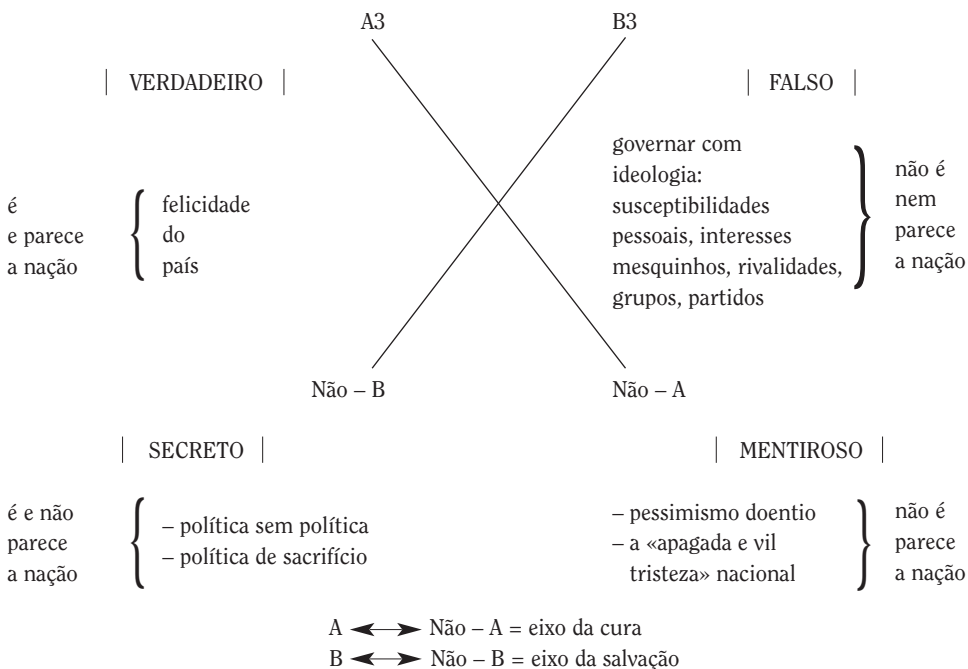 A3 B3
| VERDADEIRO | | FALSO |
governar com
ideologia:
susceptibilidades
pessoais, interesses
mesquinhos, rivalidades,
grupos, partidos
não é
nem
parece
a nação
é
e parece
a nação
felicidade
do
país
Não – B Não – A
| SECRETO | | MENTIROSO |
é e não
parece
a nação
– política sem política
– política de sacrifício
– pessimismo doentio
– a «apagada e vil
tristeza» nacional
não é
parece
a nação
A ◄──► Não – A = eixo da cura
B ◄──► Não – B = eixo da salvação